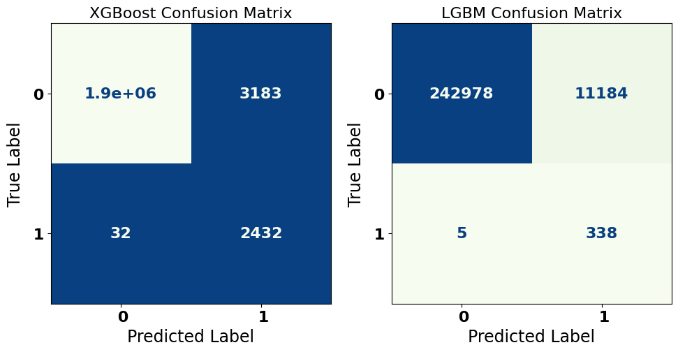 XGBoost Confusion Matrix
True Label
0
1.9e+06
3183
1
32
2432
0
1
Predicted Label
LGBM Confusion Matrix
True Label
0
242978
11184
1
5
338
0
1
Predicted Label